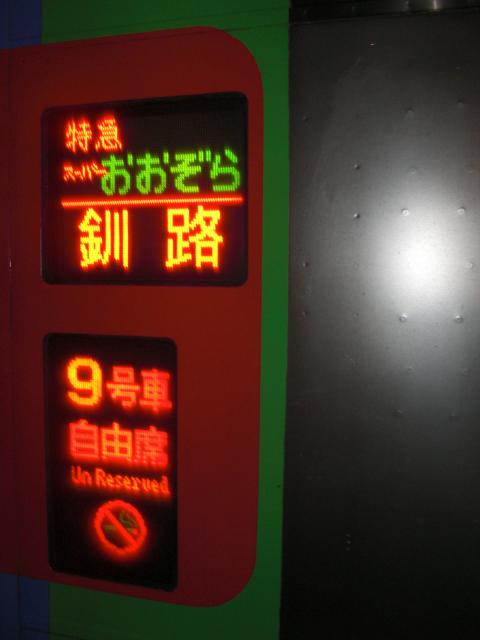 特急
スーパーおおぞら
釧路
9号車
自由席
Un Reserved